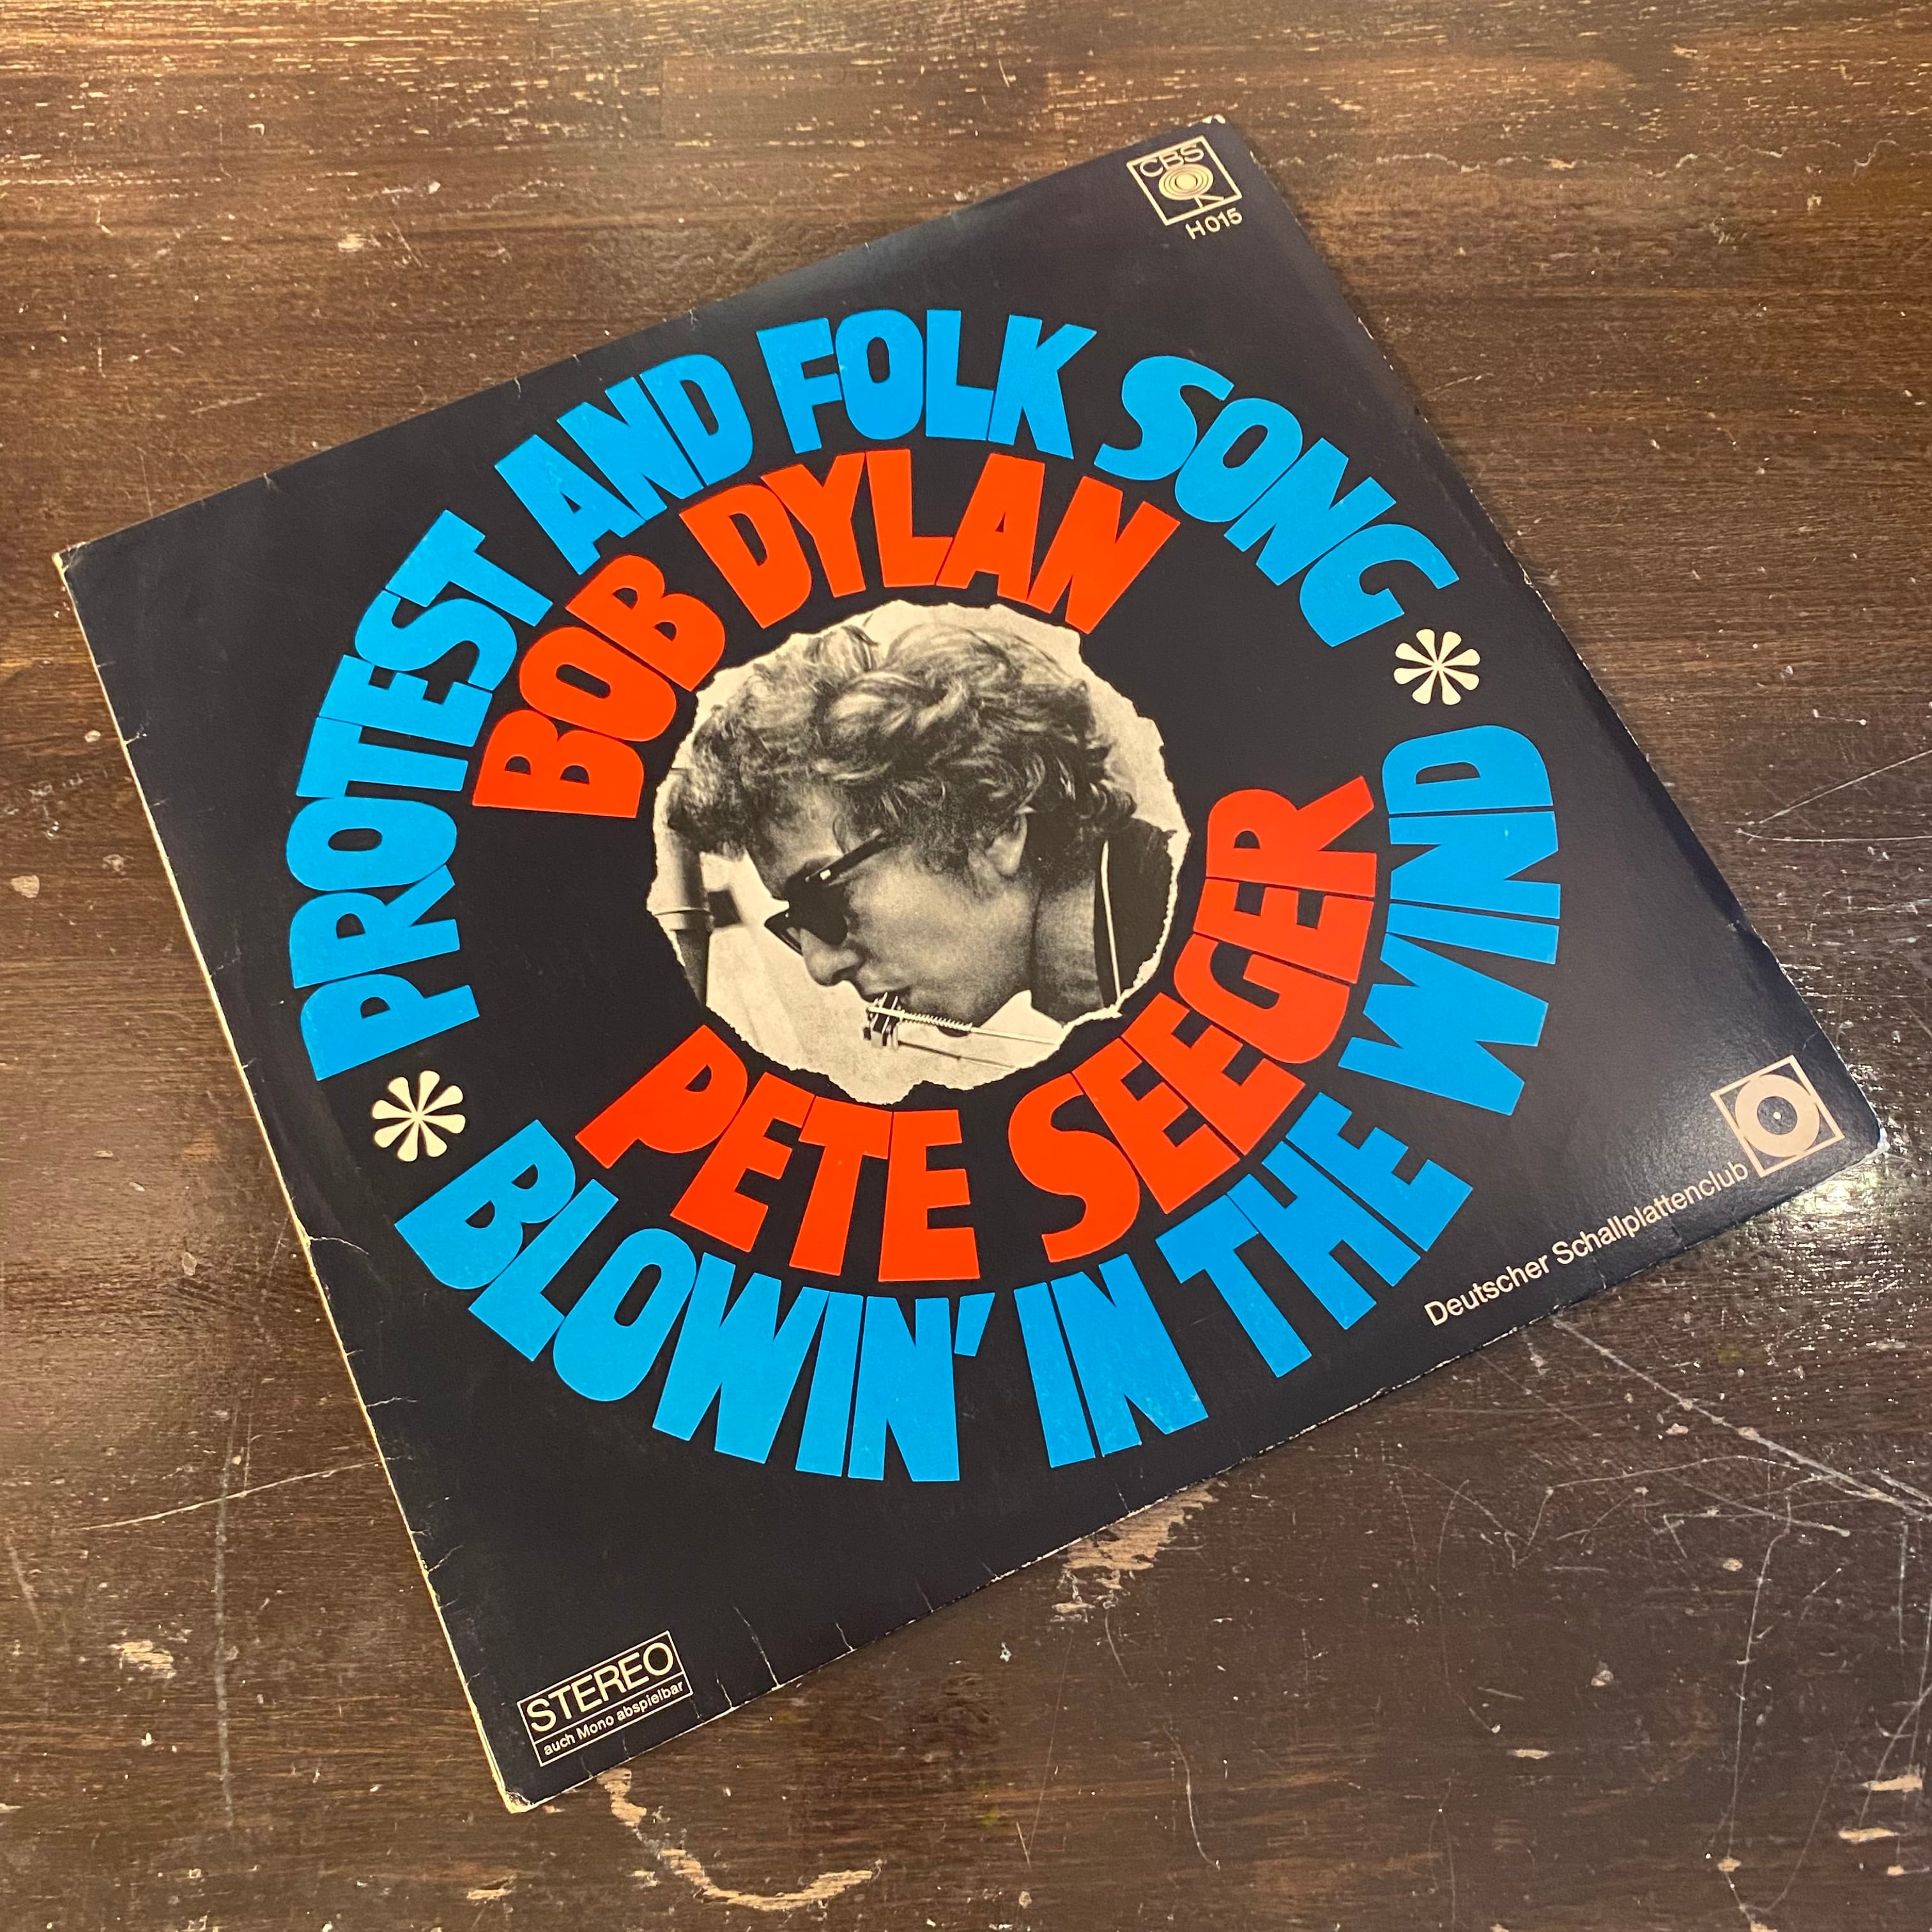 CBS
H 015
PROTEST AND FOLK SONG
BOB DYLAN
PETE SEEGER
BLOWIN' IN THE WIND
Deutscher Schallplattenclub
STEREO
auch Mono abspielbar